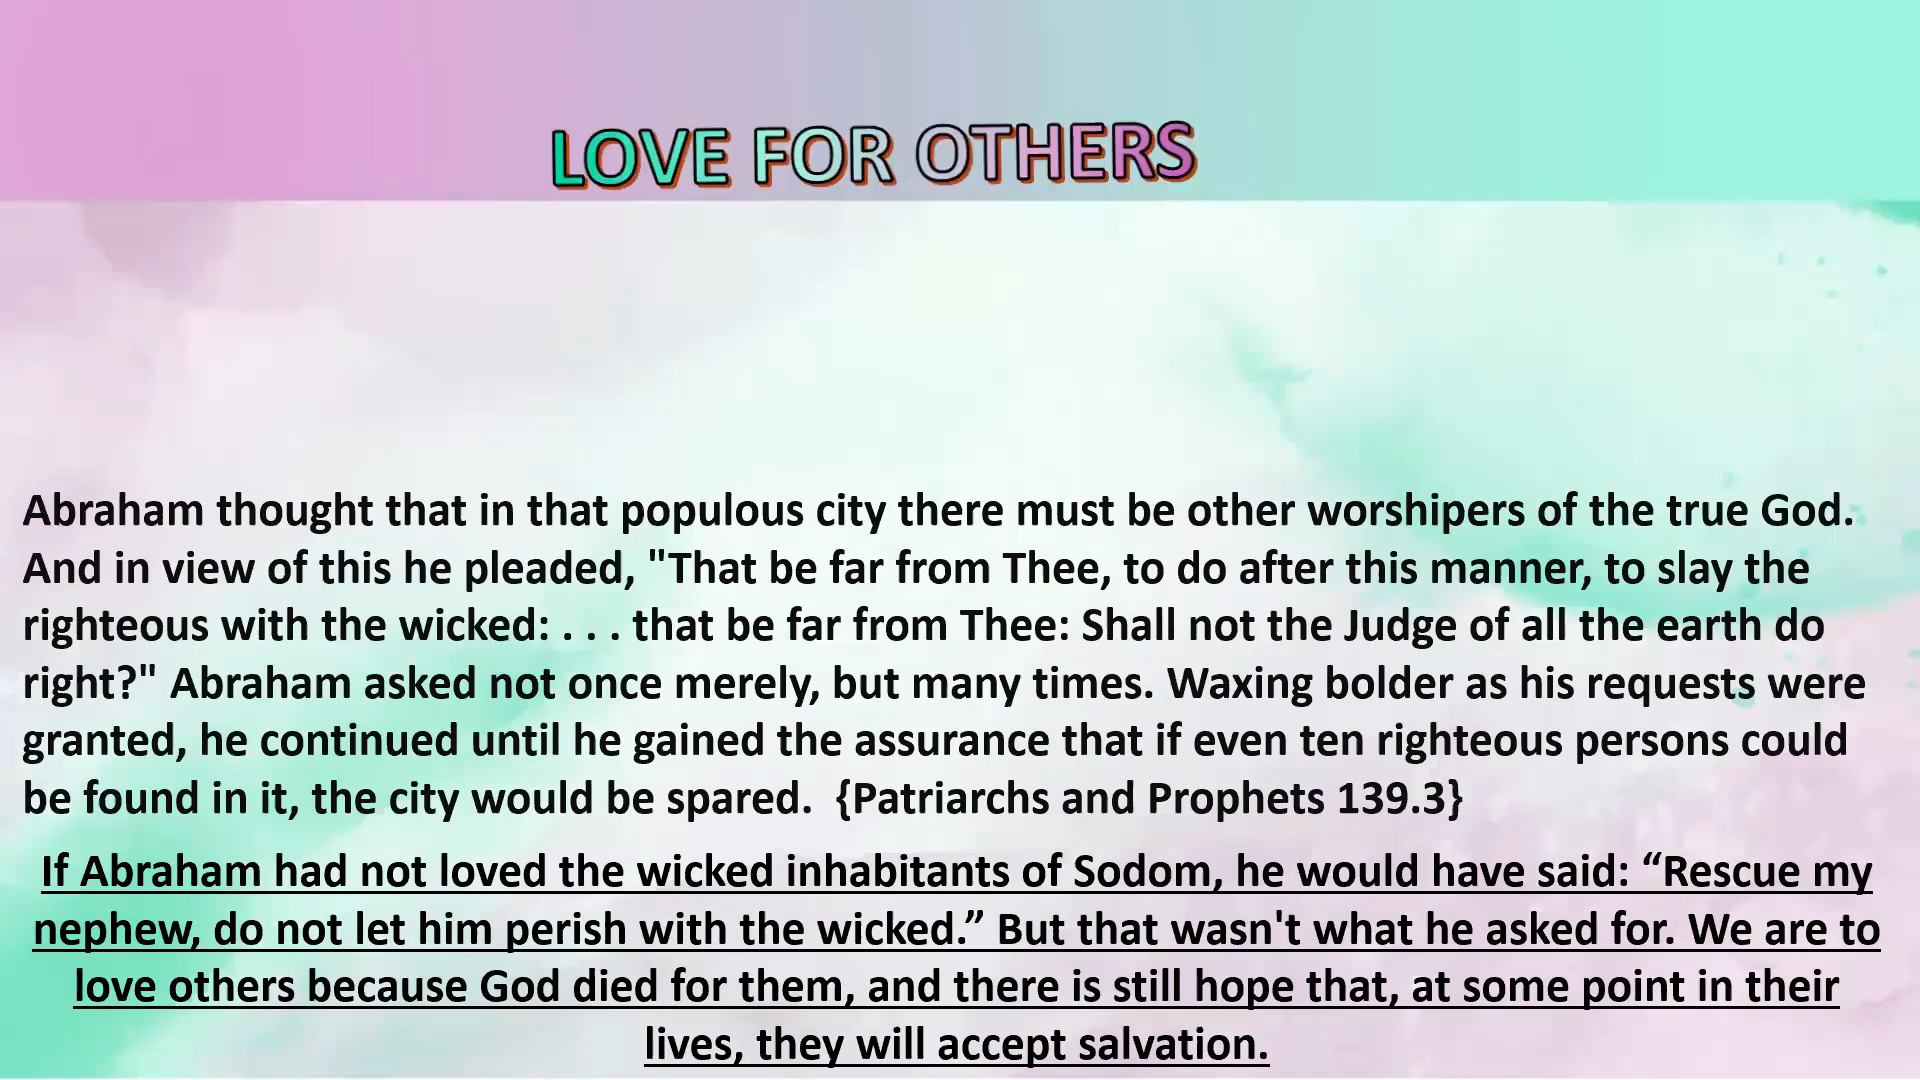 LOVE FOR OTHERS
Abraham thought that in that populous city there must be other worshipers of the true God.
And in view of this he pleaded, "That be far from Thee, to do after this manner, to slay the
righteous with the wicked: . . . that be far from Thee: Shall not the Judge of all the earth do
right?" Abraham asked not once merely, but many times. Waxing bolder as his requests were
granted, he continued until he gained the assurance that if even ten righteous persons could
be found in it, the city would be spared.  {Patriarchs and Prophets 139.3}
If Abraham had not loved the wicked inhabitants of Sodom, he would have said: “Rescue my
nephew, do not let him perish with the wicked.” But that wasn't what he asked for. We are to
love others because God died for them, and there is still hope that, at some point in their
lives, they will accept salvation.